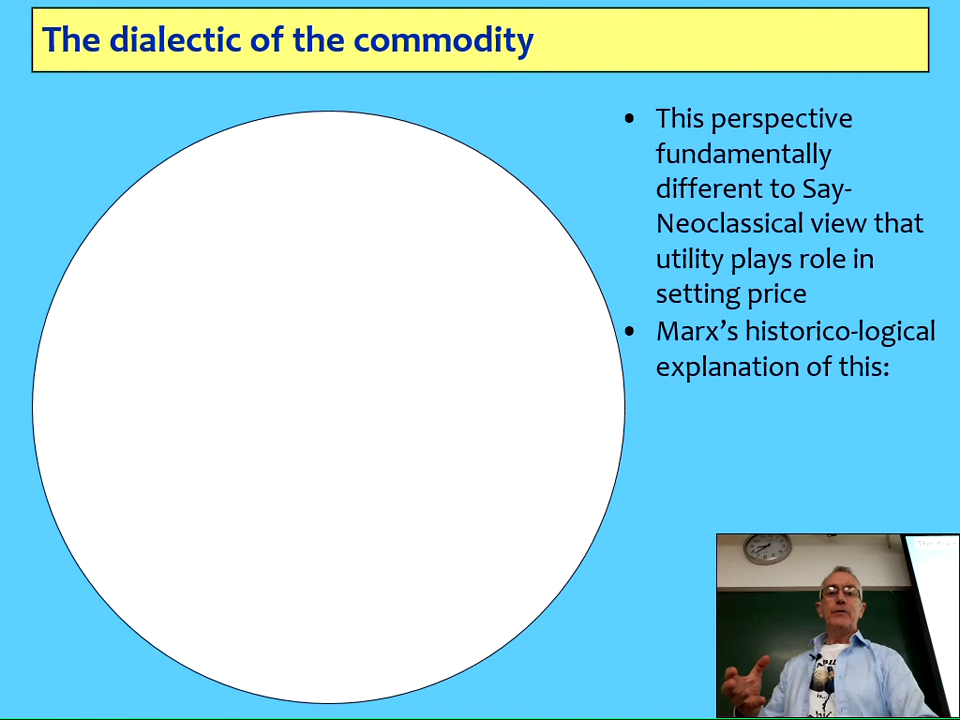 The dialectic of the commodity
• This perspective
fundamentally
different to Say-
Neoclassical view that
utility plays role in
setting price
• Marx’s historico-logical
explanation of this: